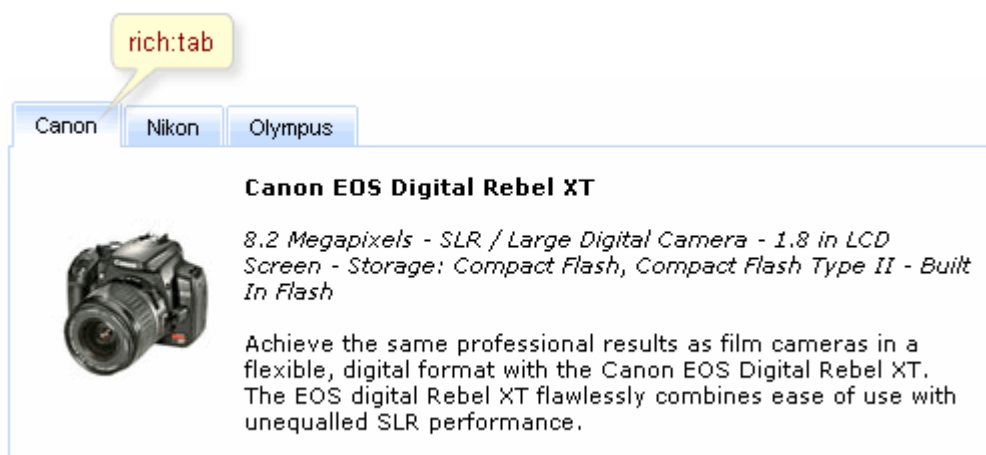 rich:tab
Canon Nikon Olympus
Canon EOS Digital Rebel XT
8.2 Megapixels - SLR / Large Digital Camera - 1.8 in LCD
Screen - Storage: Compact Flash, Compact Flash Type II - Built
In Flash
Achieve the same professional results as film cameras in a
flexible, digital format with the Canon EOS Digital Rebel XT.
The EOS digital Rebel XT flawlessly combines ease of use with
unequalled SLR performance.